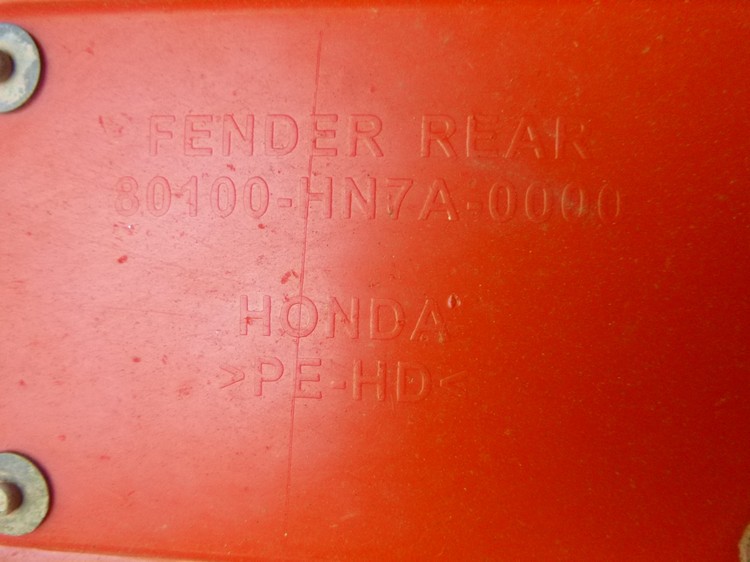 FENDER REAR
80100-HN7A-0000
HONDA
>PE-HD<